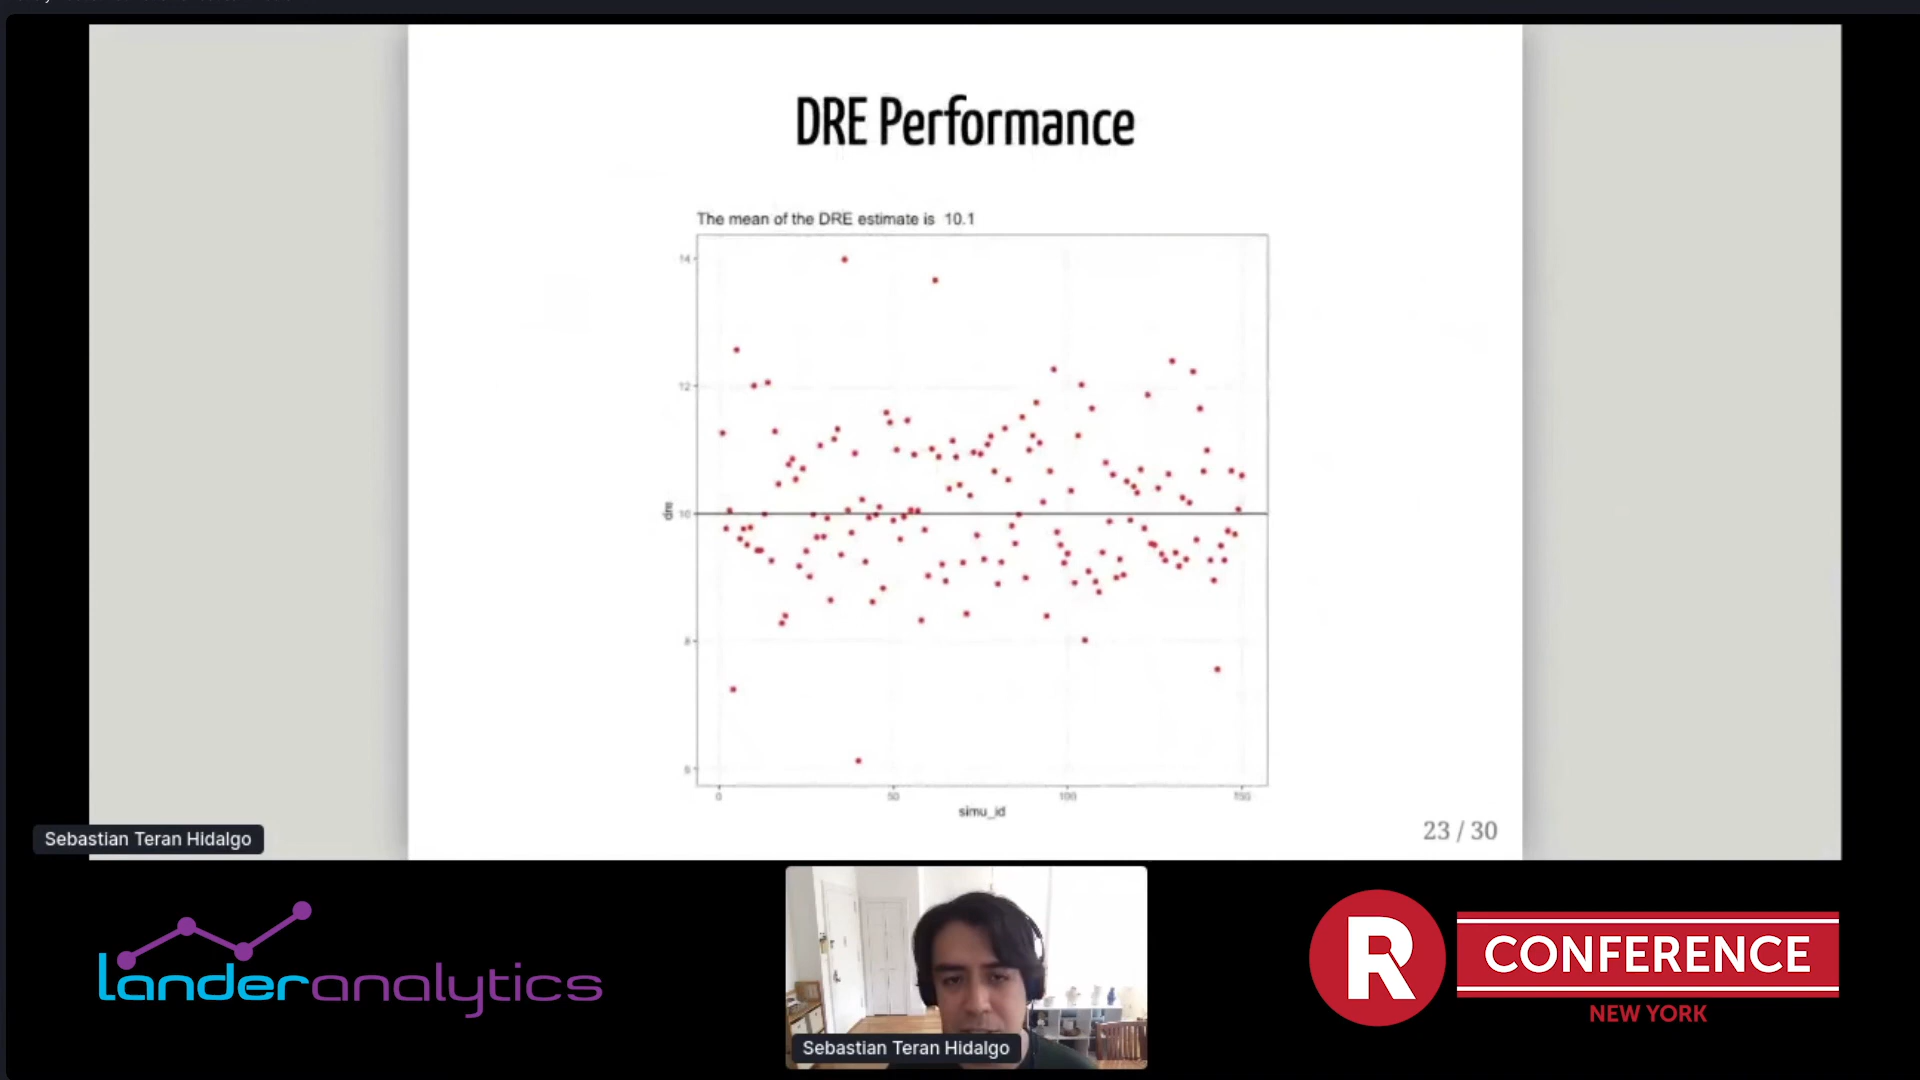 DRE Performance
The mean of the DRE estimate is 10.1
14
12
10
8
6
dre
0 50 100 150
simu_id
23 / 30
Sebastian Teran Hidalgo
landeranalytics
Sebastian Teran Hidalgo
R CONFERENCE
NEW YORK